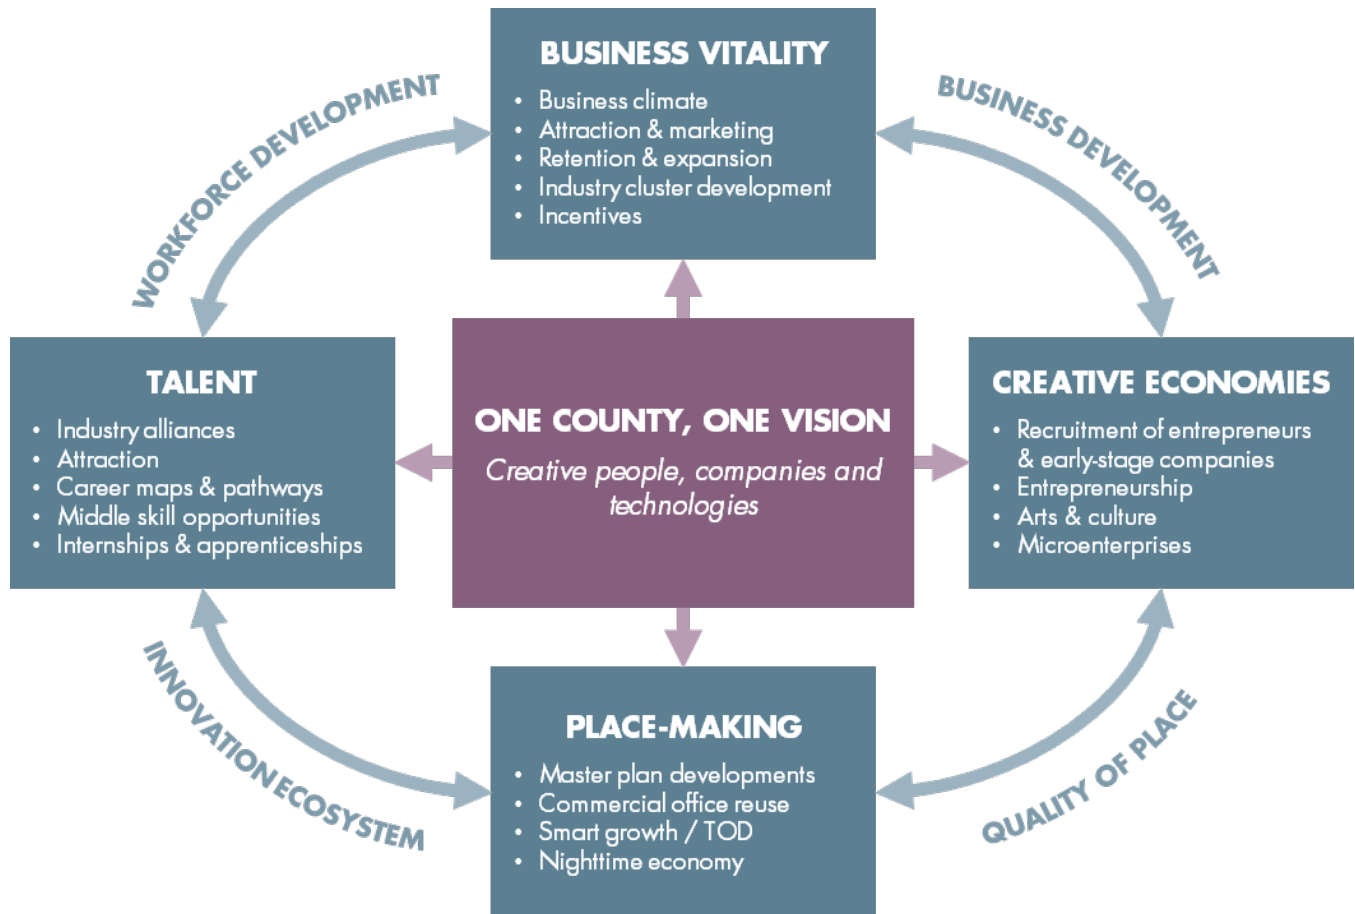 BUSINESS VITALITY
• Business climate
• Attraction & marketing
• Retention & expansion
• Industry cluster development
• Incentives
WORKFORCE DEVELOPMENT
BUSINESS DEVELOPMENT
TALENT
• Industry alliances
• Attraction
• Career maps & pathways
• Middle skill opportunities
• Internships & apprenticeships
ONE COUNTY, ONE VISION
Creative people, companies and
technologies
CREATIVE ECONOMIES
• Recruitment of entrepreneurs
& early-stage companies
• Entrepreneurship
• Arts & culture
• Microenterprises
INNOVATION ECOSYSTEM
QUALITY OF PLACE
PLACE-MAKING
• Master plan developments
• Commercial office reuse
• Smart growth / TOD
• Nighttime economy